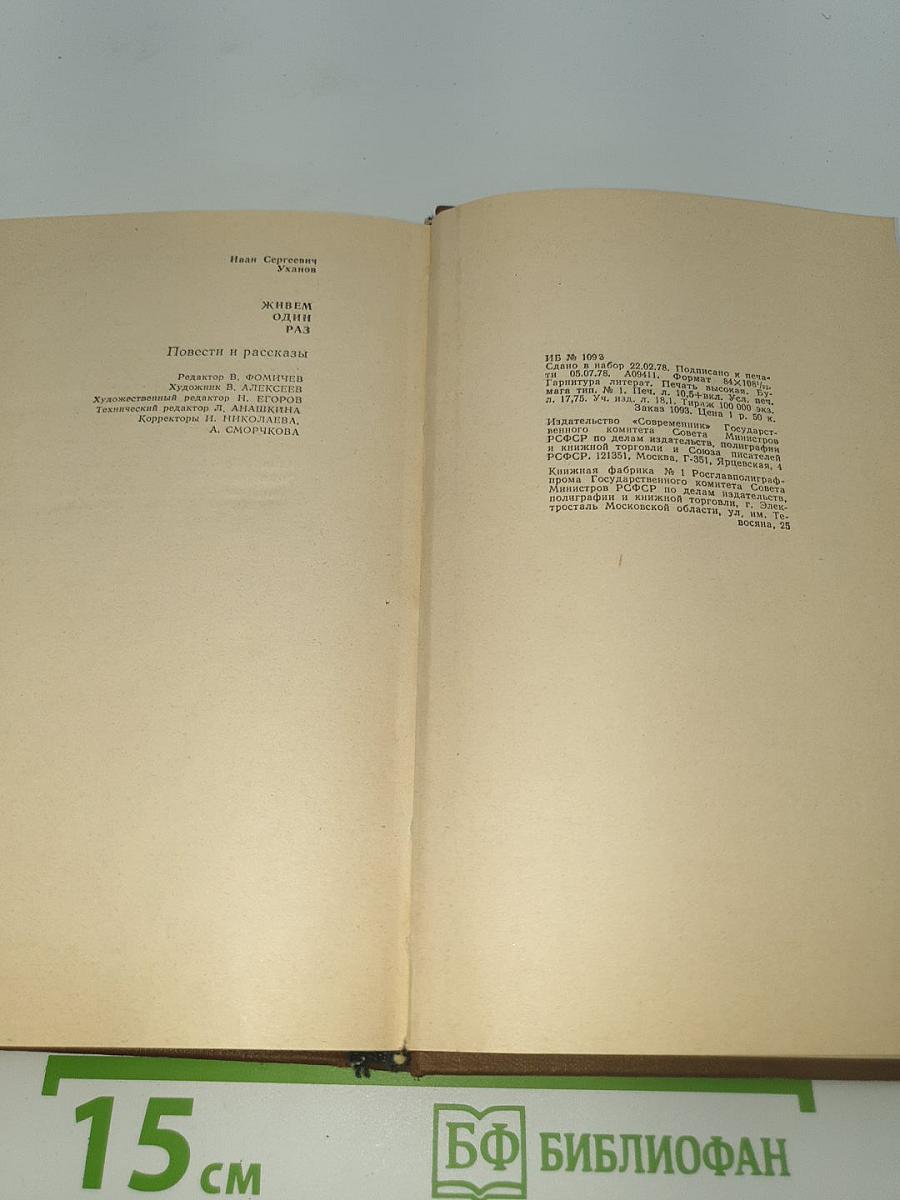 Иван Сергеевич
Уханов
ЖИВЕМ
ОДИН
РАЗ
Повести и рассказы
Редактор В. ФОМИЧЕВ
Художник В. АЛЕКСЕЕВ
Художественный редактор Н. ЕГОРОВ
Технический редактор Л. АНАШКИНА
Корректоры И. НИКОЛАЕВА,
А. СМОРЧКОВА
ИБ № 1093
Сдано в набор 22.02.78. Подписано к печа-
ти 05.07.78. А09411. Формат 84×108¹/₃₂.
Гарнитура литерат. Печать высокая. Бу-
мага тип. № 1. Печ. л. 10,5+вкл. Усл. печ.
л. 17,75. Уч. изд. л. 18,1. Тираж 100 000 экз.
Заказ 1093. Цена 1 р. 50 к.
Издательство «Современник» Государст-
венного комитета Совета Министров
РСФСР по делам издательств, полиграфии
и книжной торговли и Союза писателей
РСФСР. 121351, Москва, Г-351, Ярцевская, 4
Книжная фабрика № 1 Росглавполиграф-
прома Государственного комитета Совета
Министров РСФСР по делам издательств,
полиграфии и книжной торговли, г. Элек-
тросталь Московской области, ул. им. Те-
восяна, 25
15 см
БФ БИБЛИОФАН